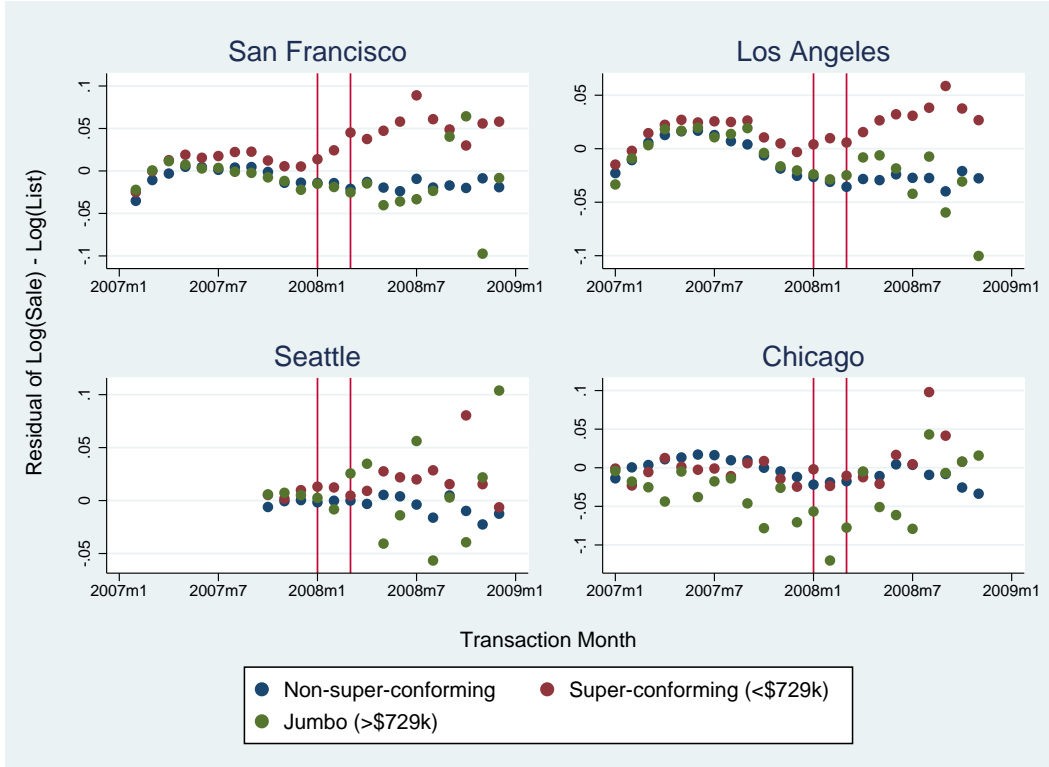 San Francisco
Los Angeles
.1
.05
0
-.05
-.1
2007m1 2007m7 2008m1 2008m7 2009m1
.05
0
-.05
-.1
2007m1 2007m7 2008m1 2008m7 2009m1
Residual of Log(Sale) - Log(List)
Seattle
Chicago
.1
.05
0
-.05
2007m1 2007m7 2008m1 2008m7 2009m1
.1
.05
0
-.05
-.1
2007m1 2007m7 2008m1 2008m7 2009m1
Transaction Month
Non-super-conforming
Super-conforming (<$729k)
Jumbo (>$729k)